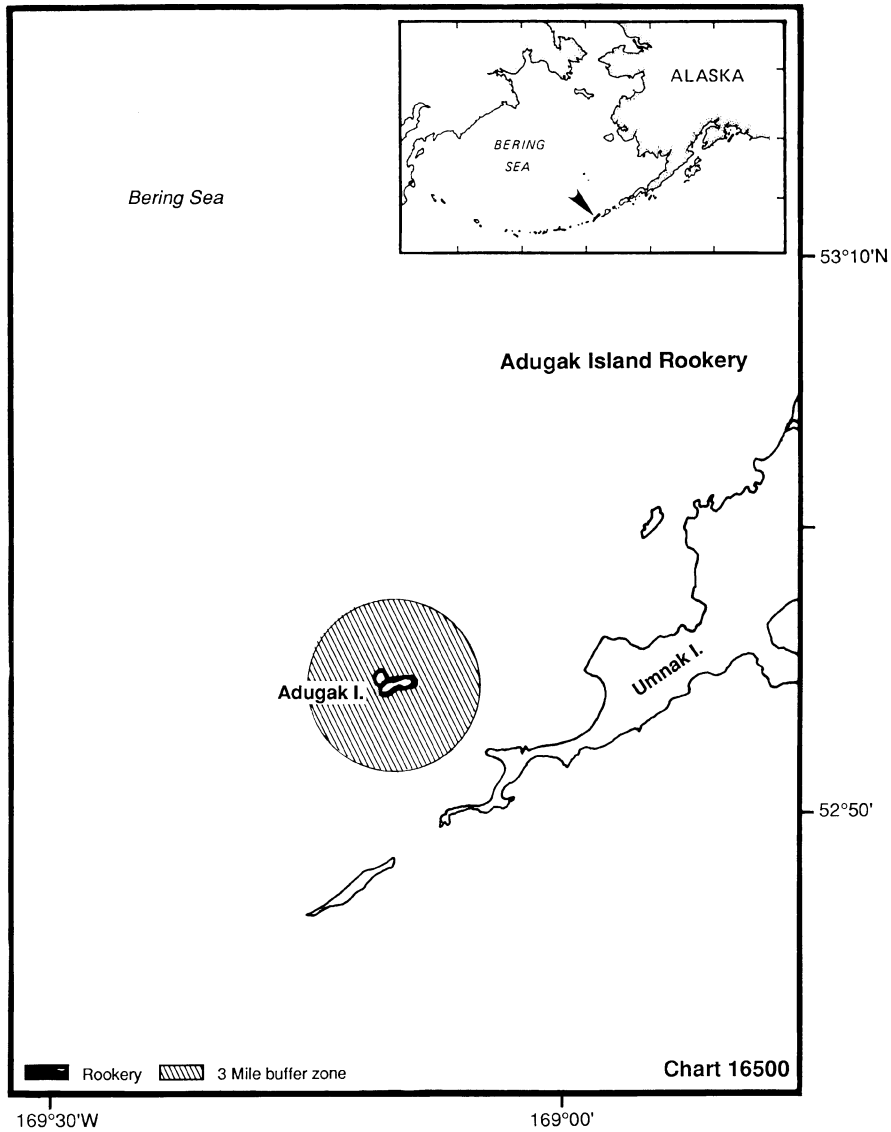 ALASKA
BERING
SEA
Bering Sea
53°10'N
Adugak Island Rookery
Umnak I.
Adugak I.
52°50'
Rookery
3 Mile buffer zone
Chart 16500
169°30'W
169°00'